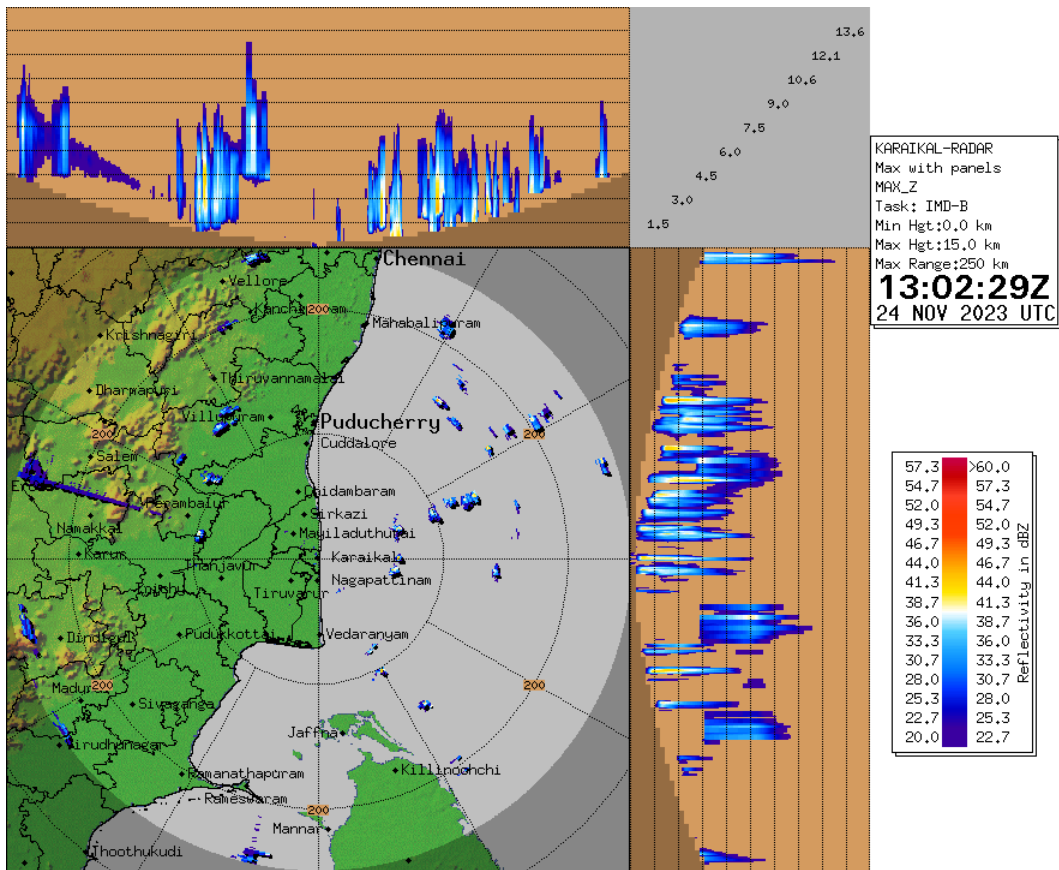 13.6
12.1
10.6
9.0
7.5
6.0
4.5
3.0
1.5
KARAIKAL-RADAR
Max with panels
MAX_Z
Task: IMD-B
Min Hgt:0.0 km
Max Hgt:15.0 km
Max Range:250 km
13:02:29Z
24 NOV 2023 UTC
Chennai
Vellore
200
Mahabalipuram
Krishnagiri
Thiruvannamalai
Dharmapuri
Villupuram
Puducherry
200
200
Cuddalore
Salem
Chidambaram
Perambalur
Sirkazi
Namakkal
Mayiladuthurai
Karur
Karaikal
Thanjavur
Nagapattinam
Tiruvarur
Dindigul
Pudukkottai
Vedaranyam
200
200
Sivaganga
Jaffna
Killinochchi
Ramanathapuram
Rameswaram
200
Mannar
Thoothukudi
57.3 >60.0
54.7 57.3
52.0 54.7
49.3 52.0
46.7 49.3
44.0 46.7
41.3 44.0
38.7 41.3
36.0 38.7
33.3 36.0
30.7 33.3
28.0 30.7
25.3 28.0
22.7 25.3
20.0 22.7
Reflectivity in dBZ